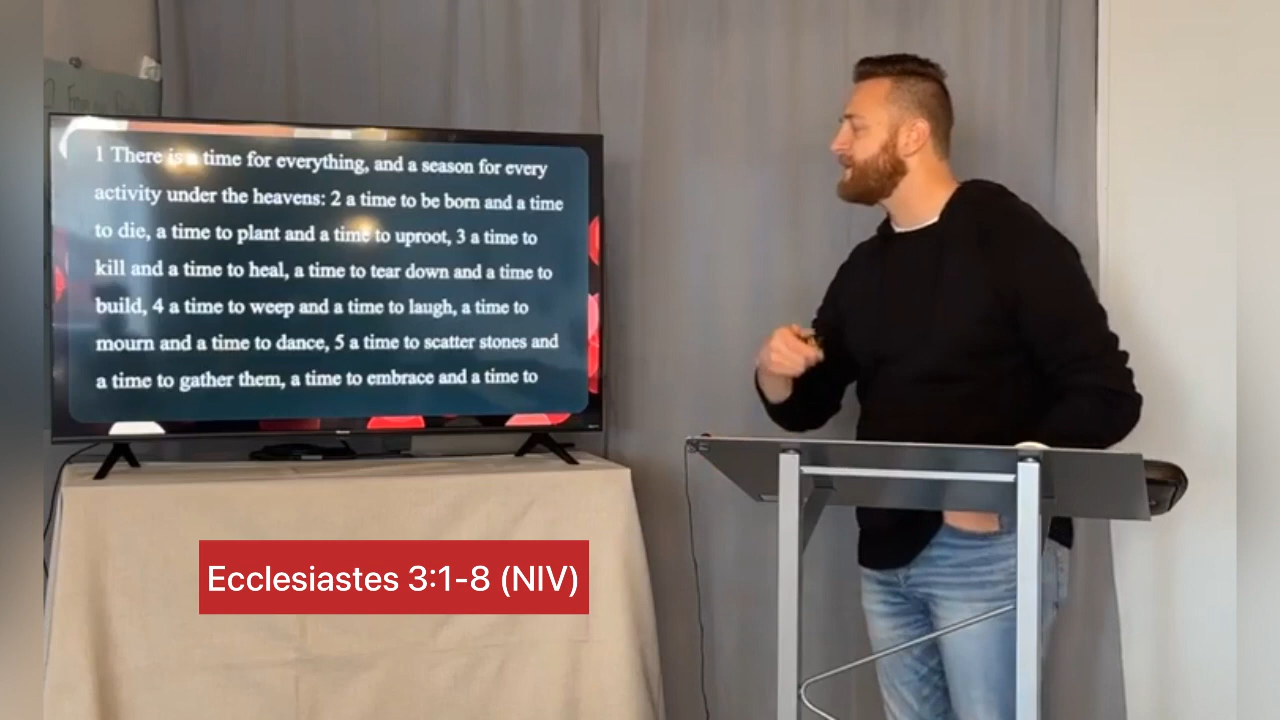 1 There is a time for everything, and a season for every
activity under the heavens: 2 a time to be born and a time
to die, a time to plant and a time to uproot, 3 a time to
kill and a time to heal, a time to tear down and a time to
build, 4 a time to weep and a time to laugh, a time to
mourn and a time to dance, 5 a time to scatter stones and
a time to gather them, a time to embrace and a time to
Ecclesiastes 3:1-8 (NIV)